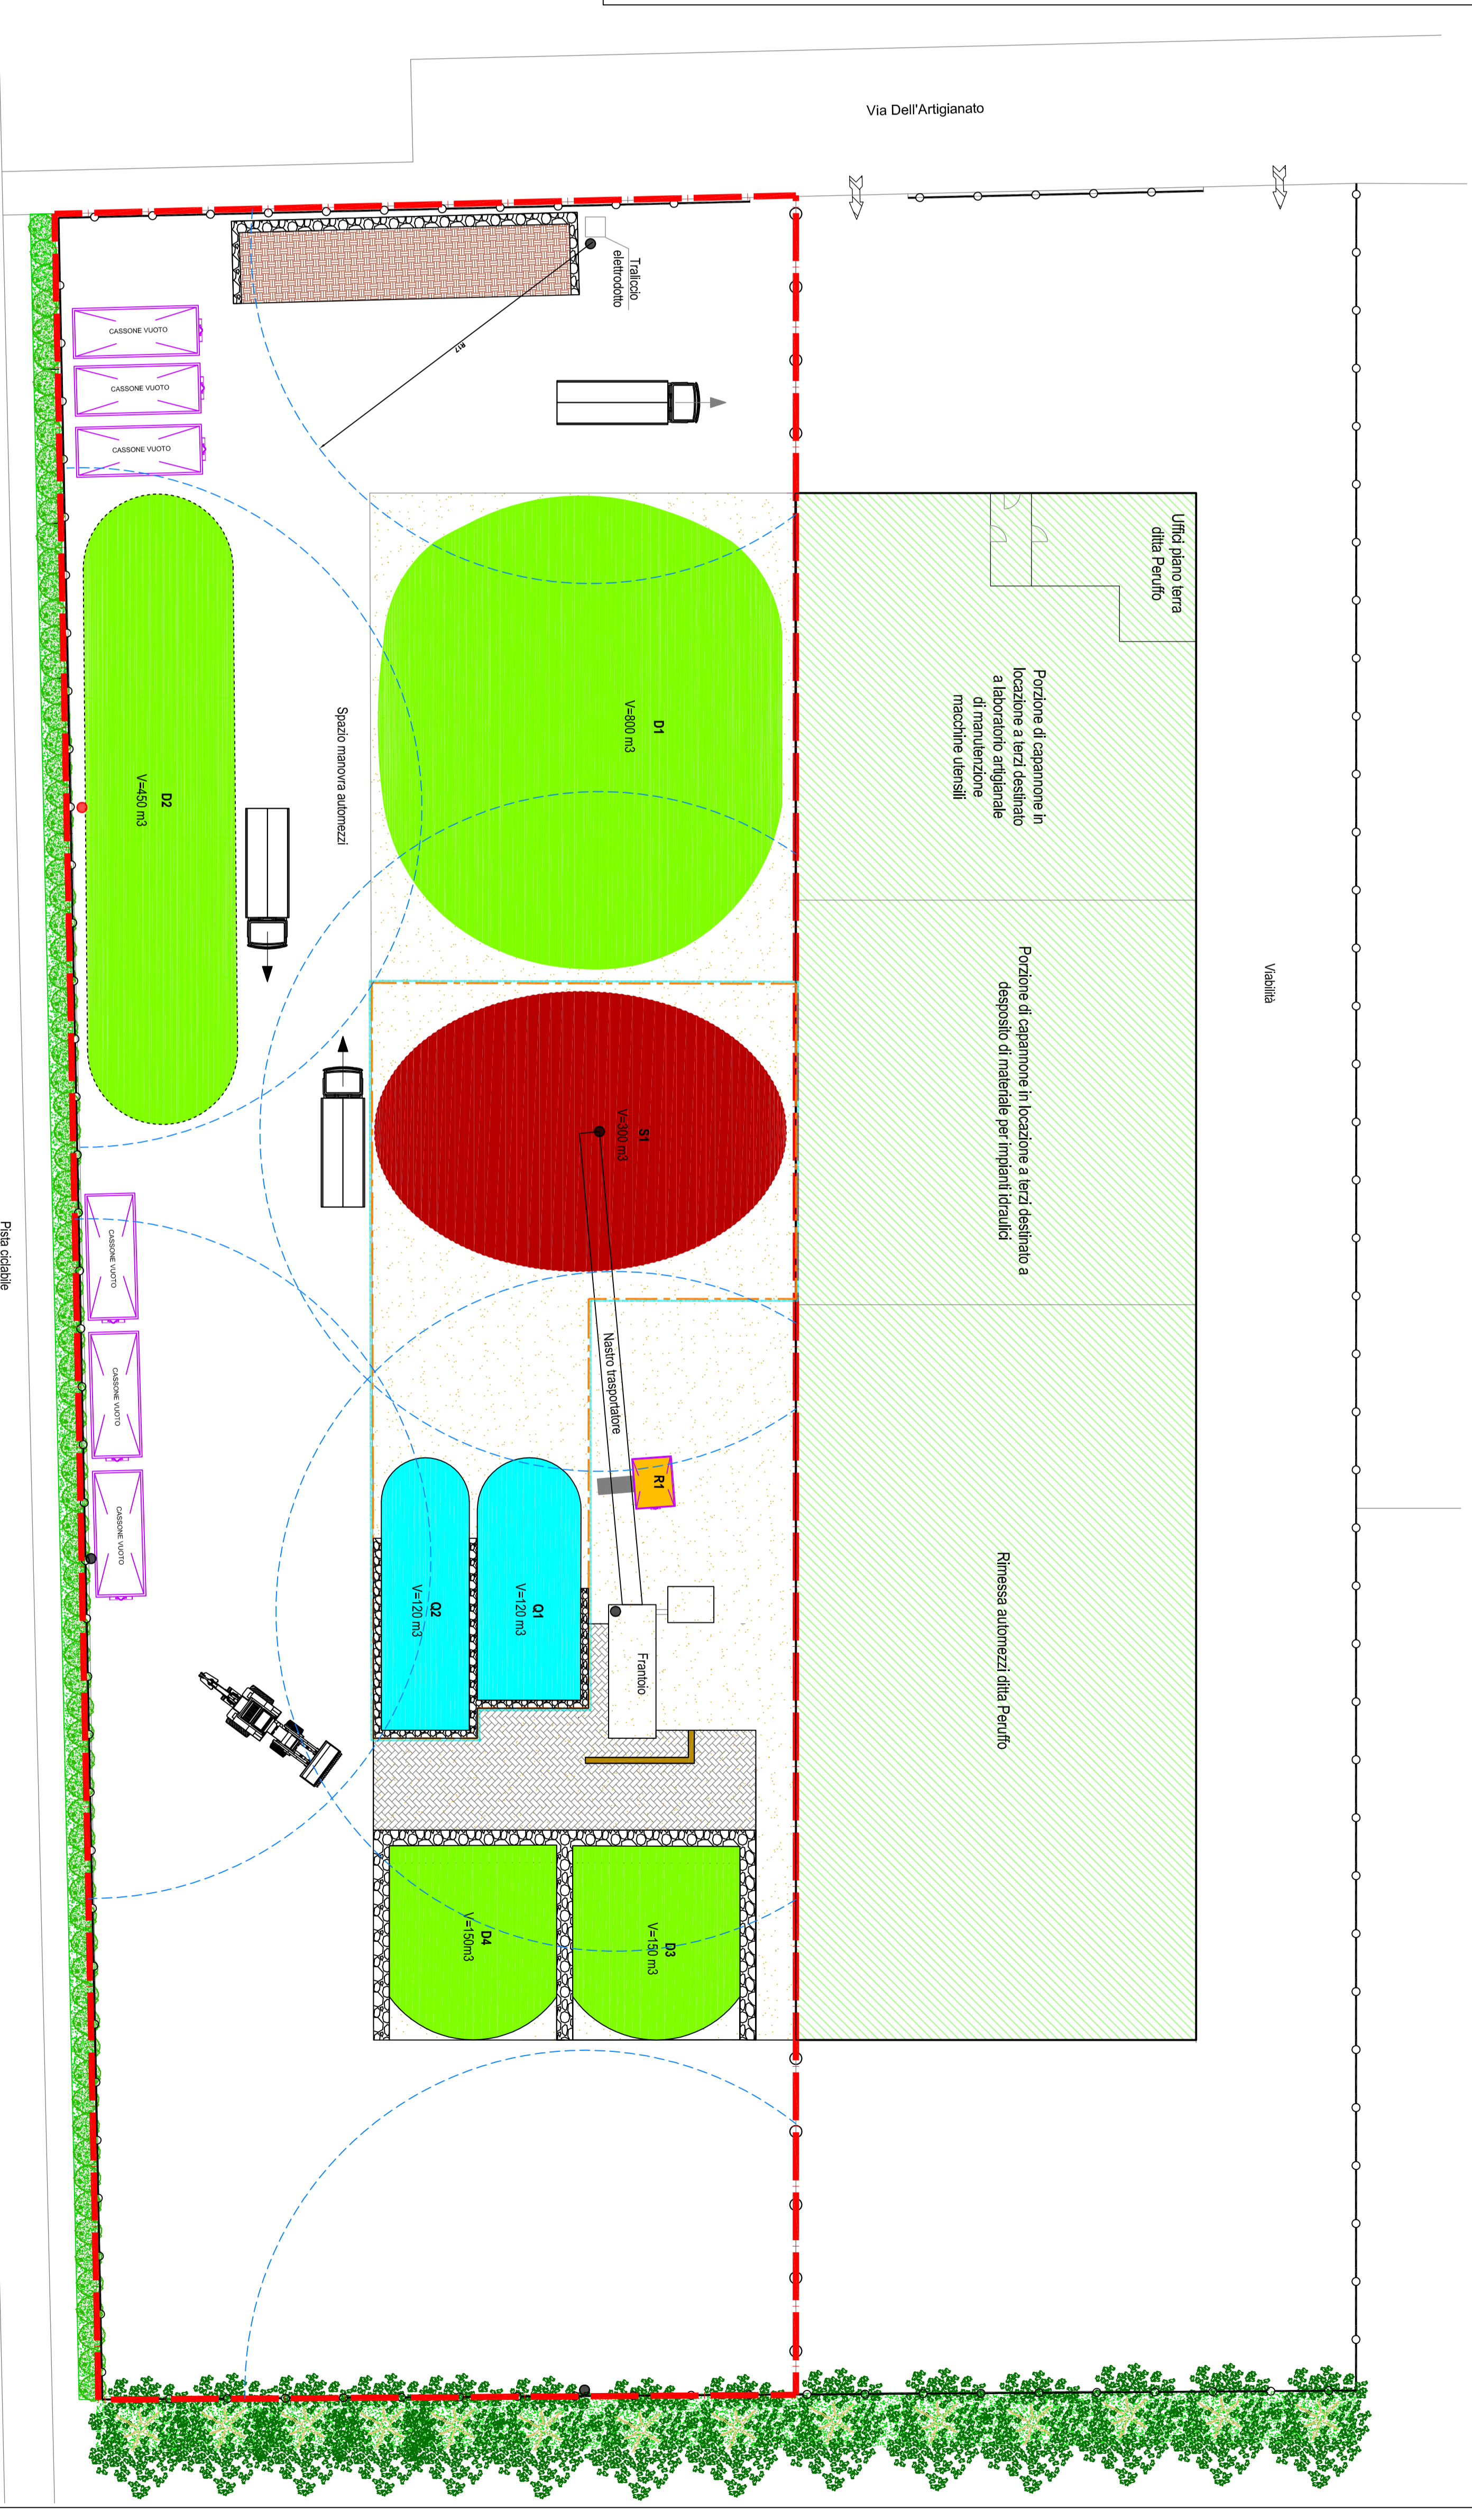 Via Dell'Artigianato
Traliccio
elettrodotto
R17
CASSONE VUOTO
CASSONE VUOTO
CASSONE VUOTO
Uffici piano terra
ditta Peruffo
Porzione di capannone in
locazione a terzi destinato
a laboratorio artigianale
di manutenzione
macchine utensili
D1
V=800 m3
Spazio manovra automezzi
D2
V=450 m3
Viabilità
Porzione di capannone in locazione a terzi destinato a
desposito di materiale per impianti idraulici
S1
V=300 m3
Pista ciclabile
CASSONE VUOTO
CASSONE VUOTO
CASSONE VUOTO
Nastro trasportatore
R1
Q1
V=120 m3
Q2
V=120 m3
Frantoio
Rimessa automezzi ditta Peruffo
D3
V=150 m3
D4
V=150m3